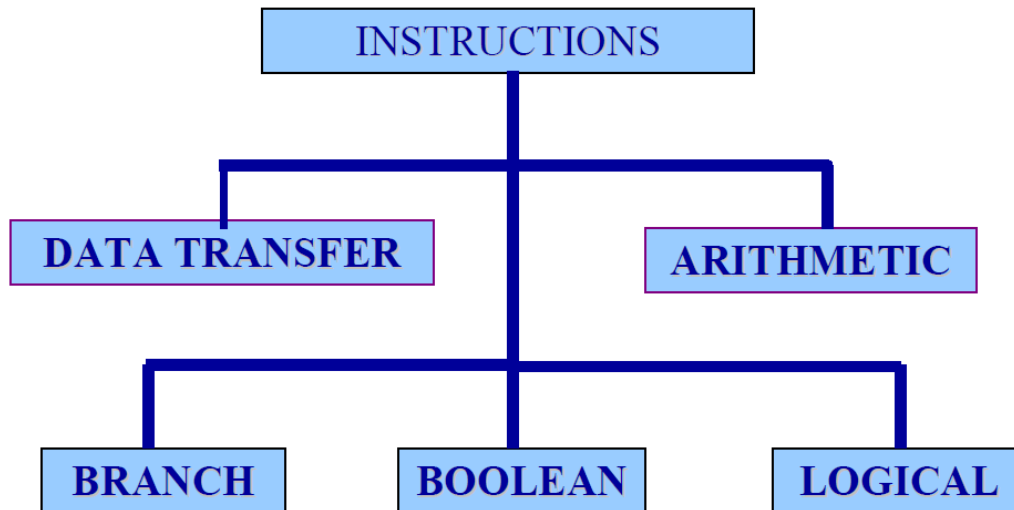 INSTRUCTIONS
DATA TRANSFER
ARITHMETIC
BRANCH
BOOLEAN
LOGICAL